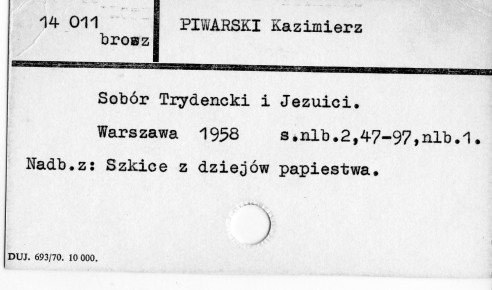 14 011
brosz
PIWARSKI Kazimierz
Sobór Trydencki i Jezuici.
Warszawa 1958 s.nlb.2,47-97,nlb.1.
Nadb.z: Szkice z dziejów papiestwa.
DUJ. 693/70. 10 000.